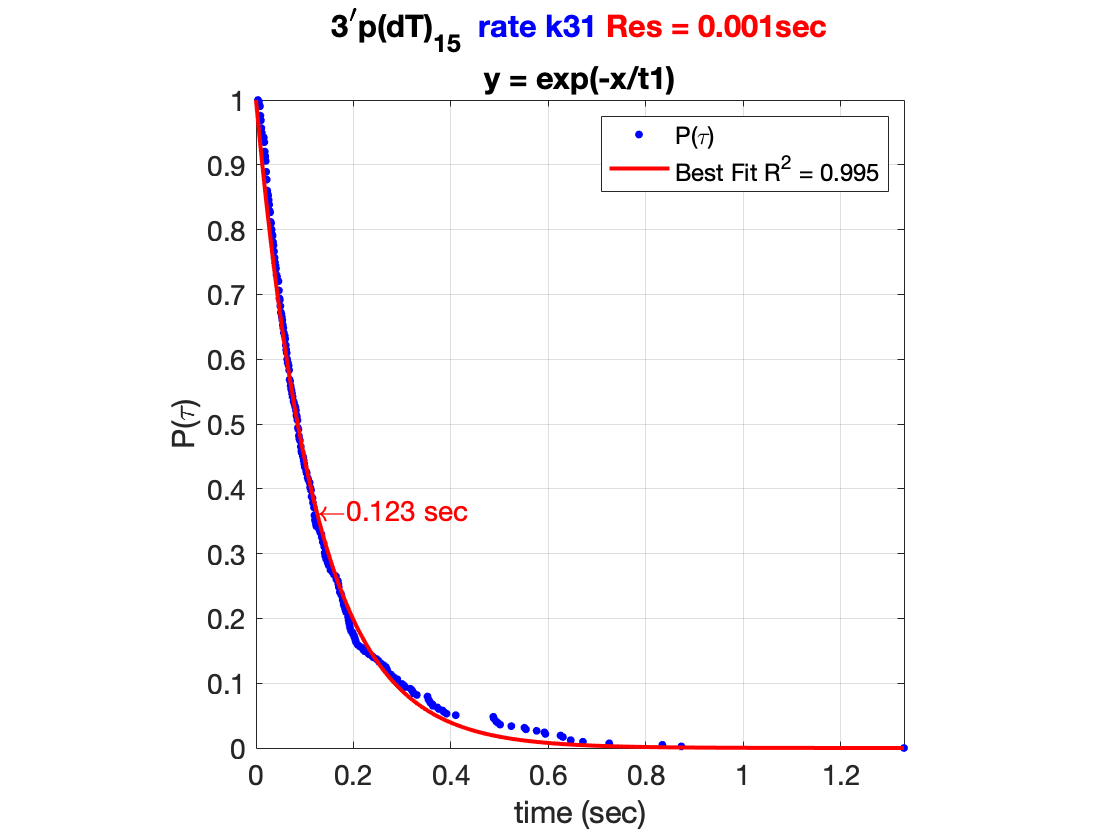 3′p(dT)15 rate k31 Res = 0.001sec
y = exp(-x/t1)
P(τ)
Best Fit R2 = 0.995
1
0.9
0.8
0.7
0.6
0.5
0.4
0.3
0.2
0.1
0
P(τ)
←0.123 sec
0 0.2 0.4 0.6 0.8 1 1.2
time (sec)